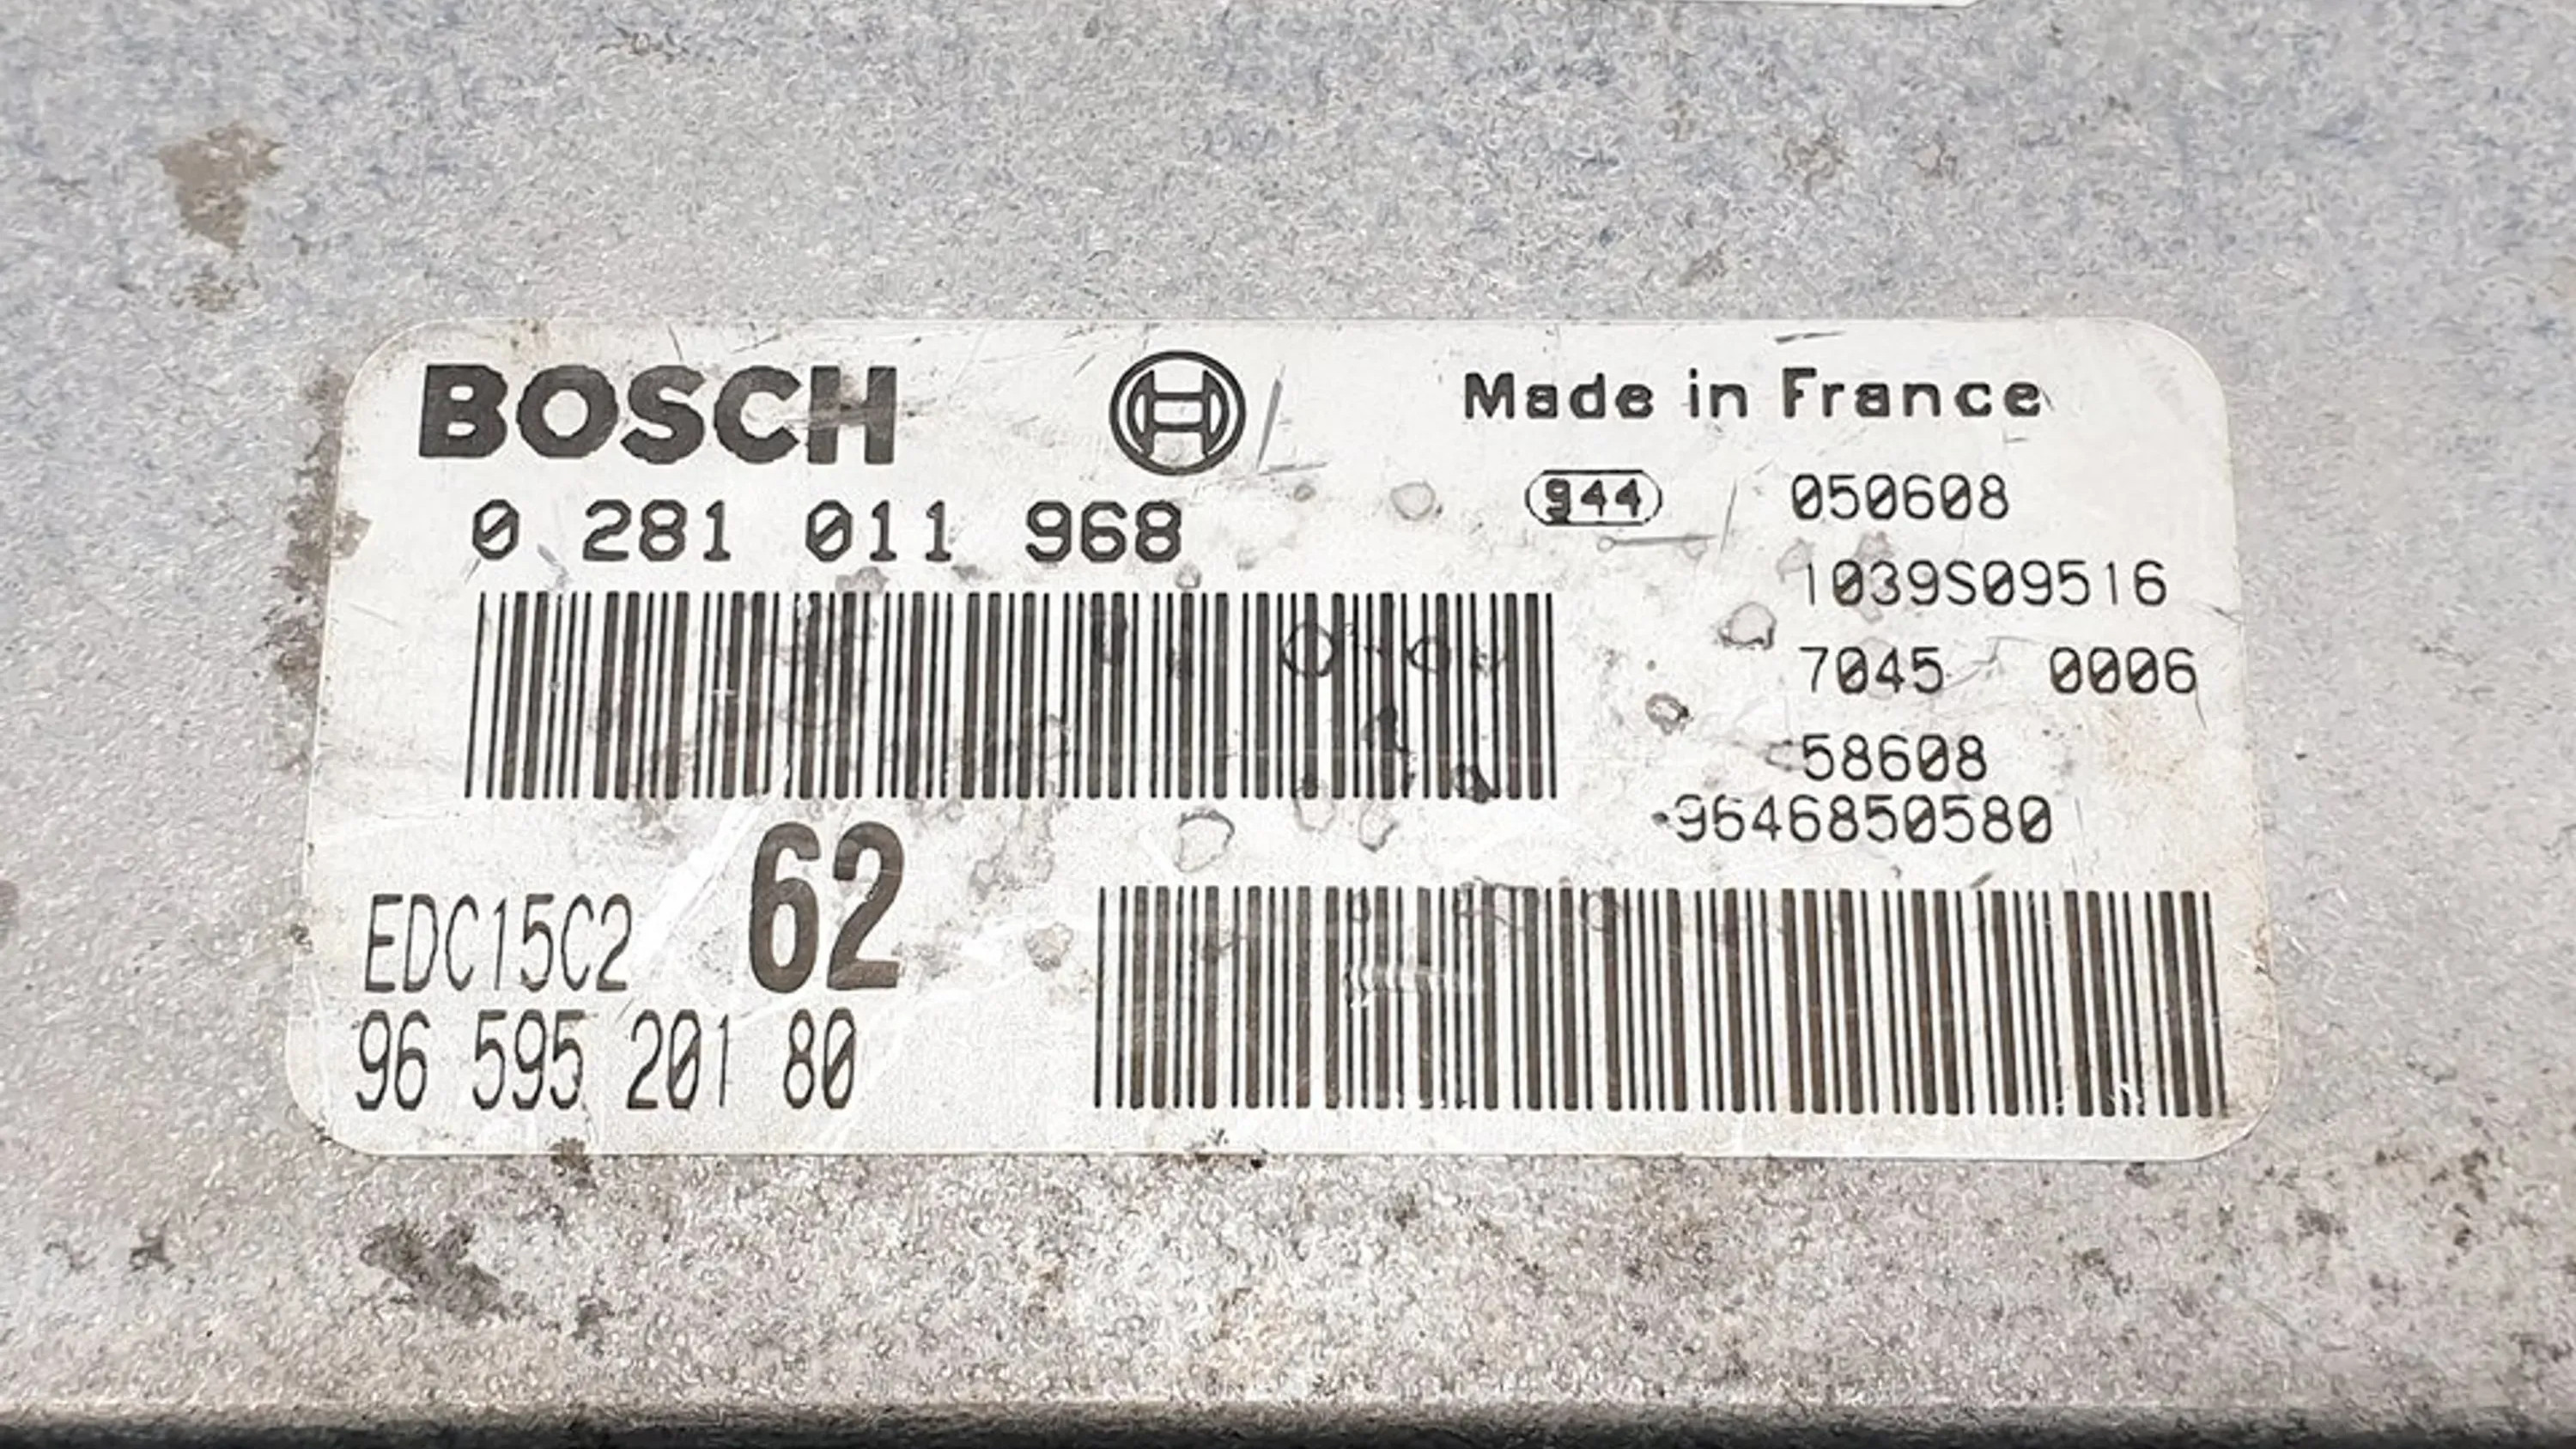 BOSCH
Made in France
0 281 011 968
944 050608
1039S09516
7045 0006
58608
9646850580
62
EDC15C2
96 595 201 80